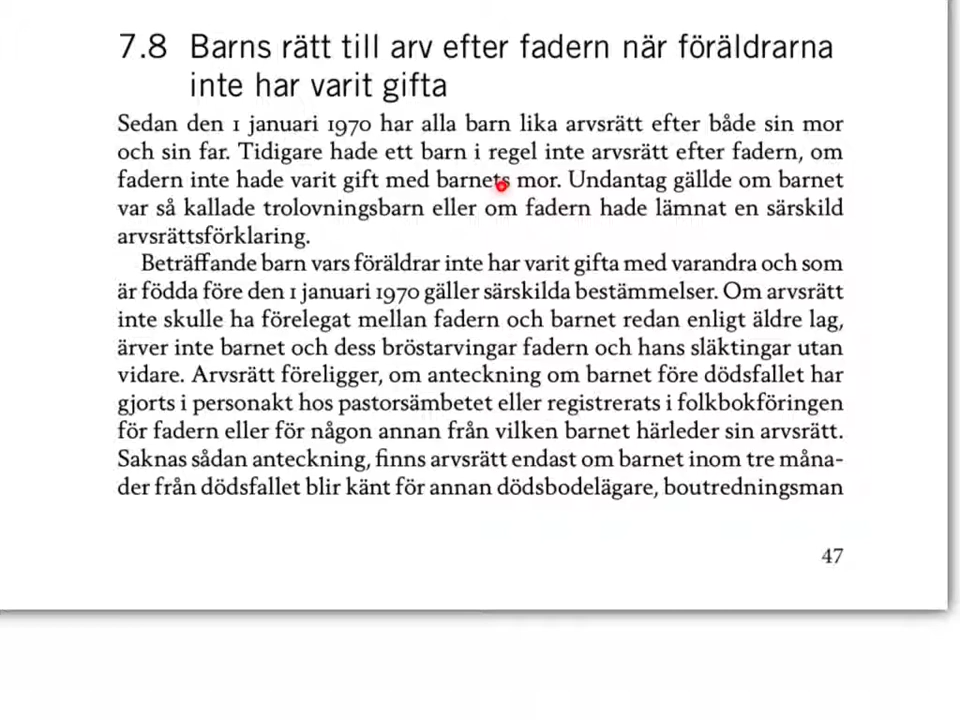 7.8 Barns rätt till arv efter fadern när föräldrarna
inte har varit gifta
Sedan den 1 januari 1970 har alla barn lika arvsrätt efter både sin mor
och sin far. Tidigare hade ett barn i regel inte arvsrätt efter fadern, om
fadern inte hade varit gift med barnets mor. Undantag gällde om barnet
var så kallade trolovningsbarn eller om fadern hade lämnat en särskild
arvsrättsförklaring.
Beträffande barn vars föräldrar inte har varit gifta med varandra och som
är födda före den 1 januari 1970 gäller särskilda bestämmelser. Om arvsrätt
inte skulle ha förelegat mellan fadern och barnet redan enligt äldre lag,
ärver inte barnet och dess bröstarvingar fadern och hans släktingar utan
vidare. Arvsrätt föreligger, om anteckning om barnet före dödsfallet har
gjorts i personakt hos pastorsämbetet eller registrerats i folkbokföringen
för fadern eller för någon annan från vilken barnet härleder sin arvsrätt.
Saknas sådan anteckning, finns arvsrätt endast om barnet inom tre måna-
der från dödsfallet blir känt för annan dödsbodelägare, boutredningsman
47